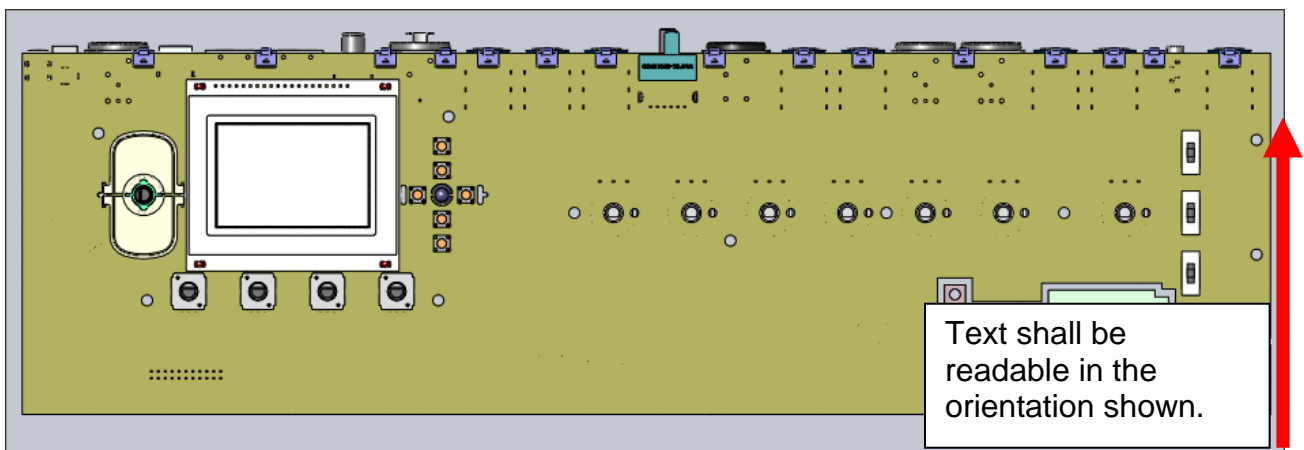 Text shall be
readable in the
orientation shown.